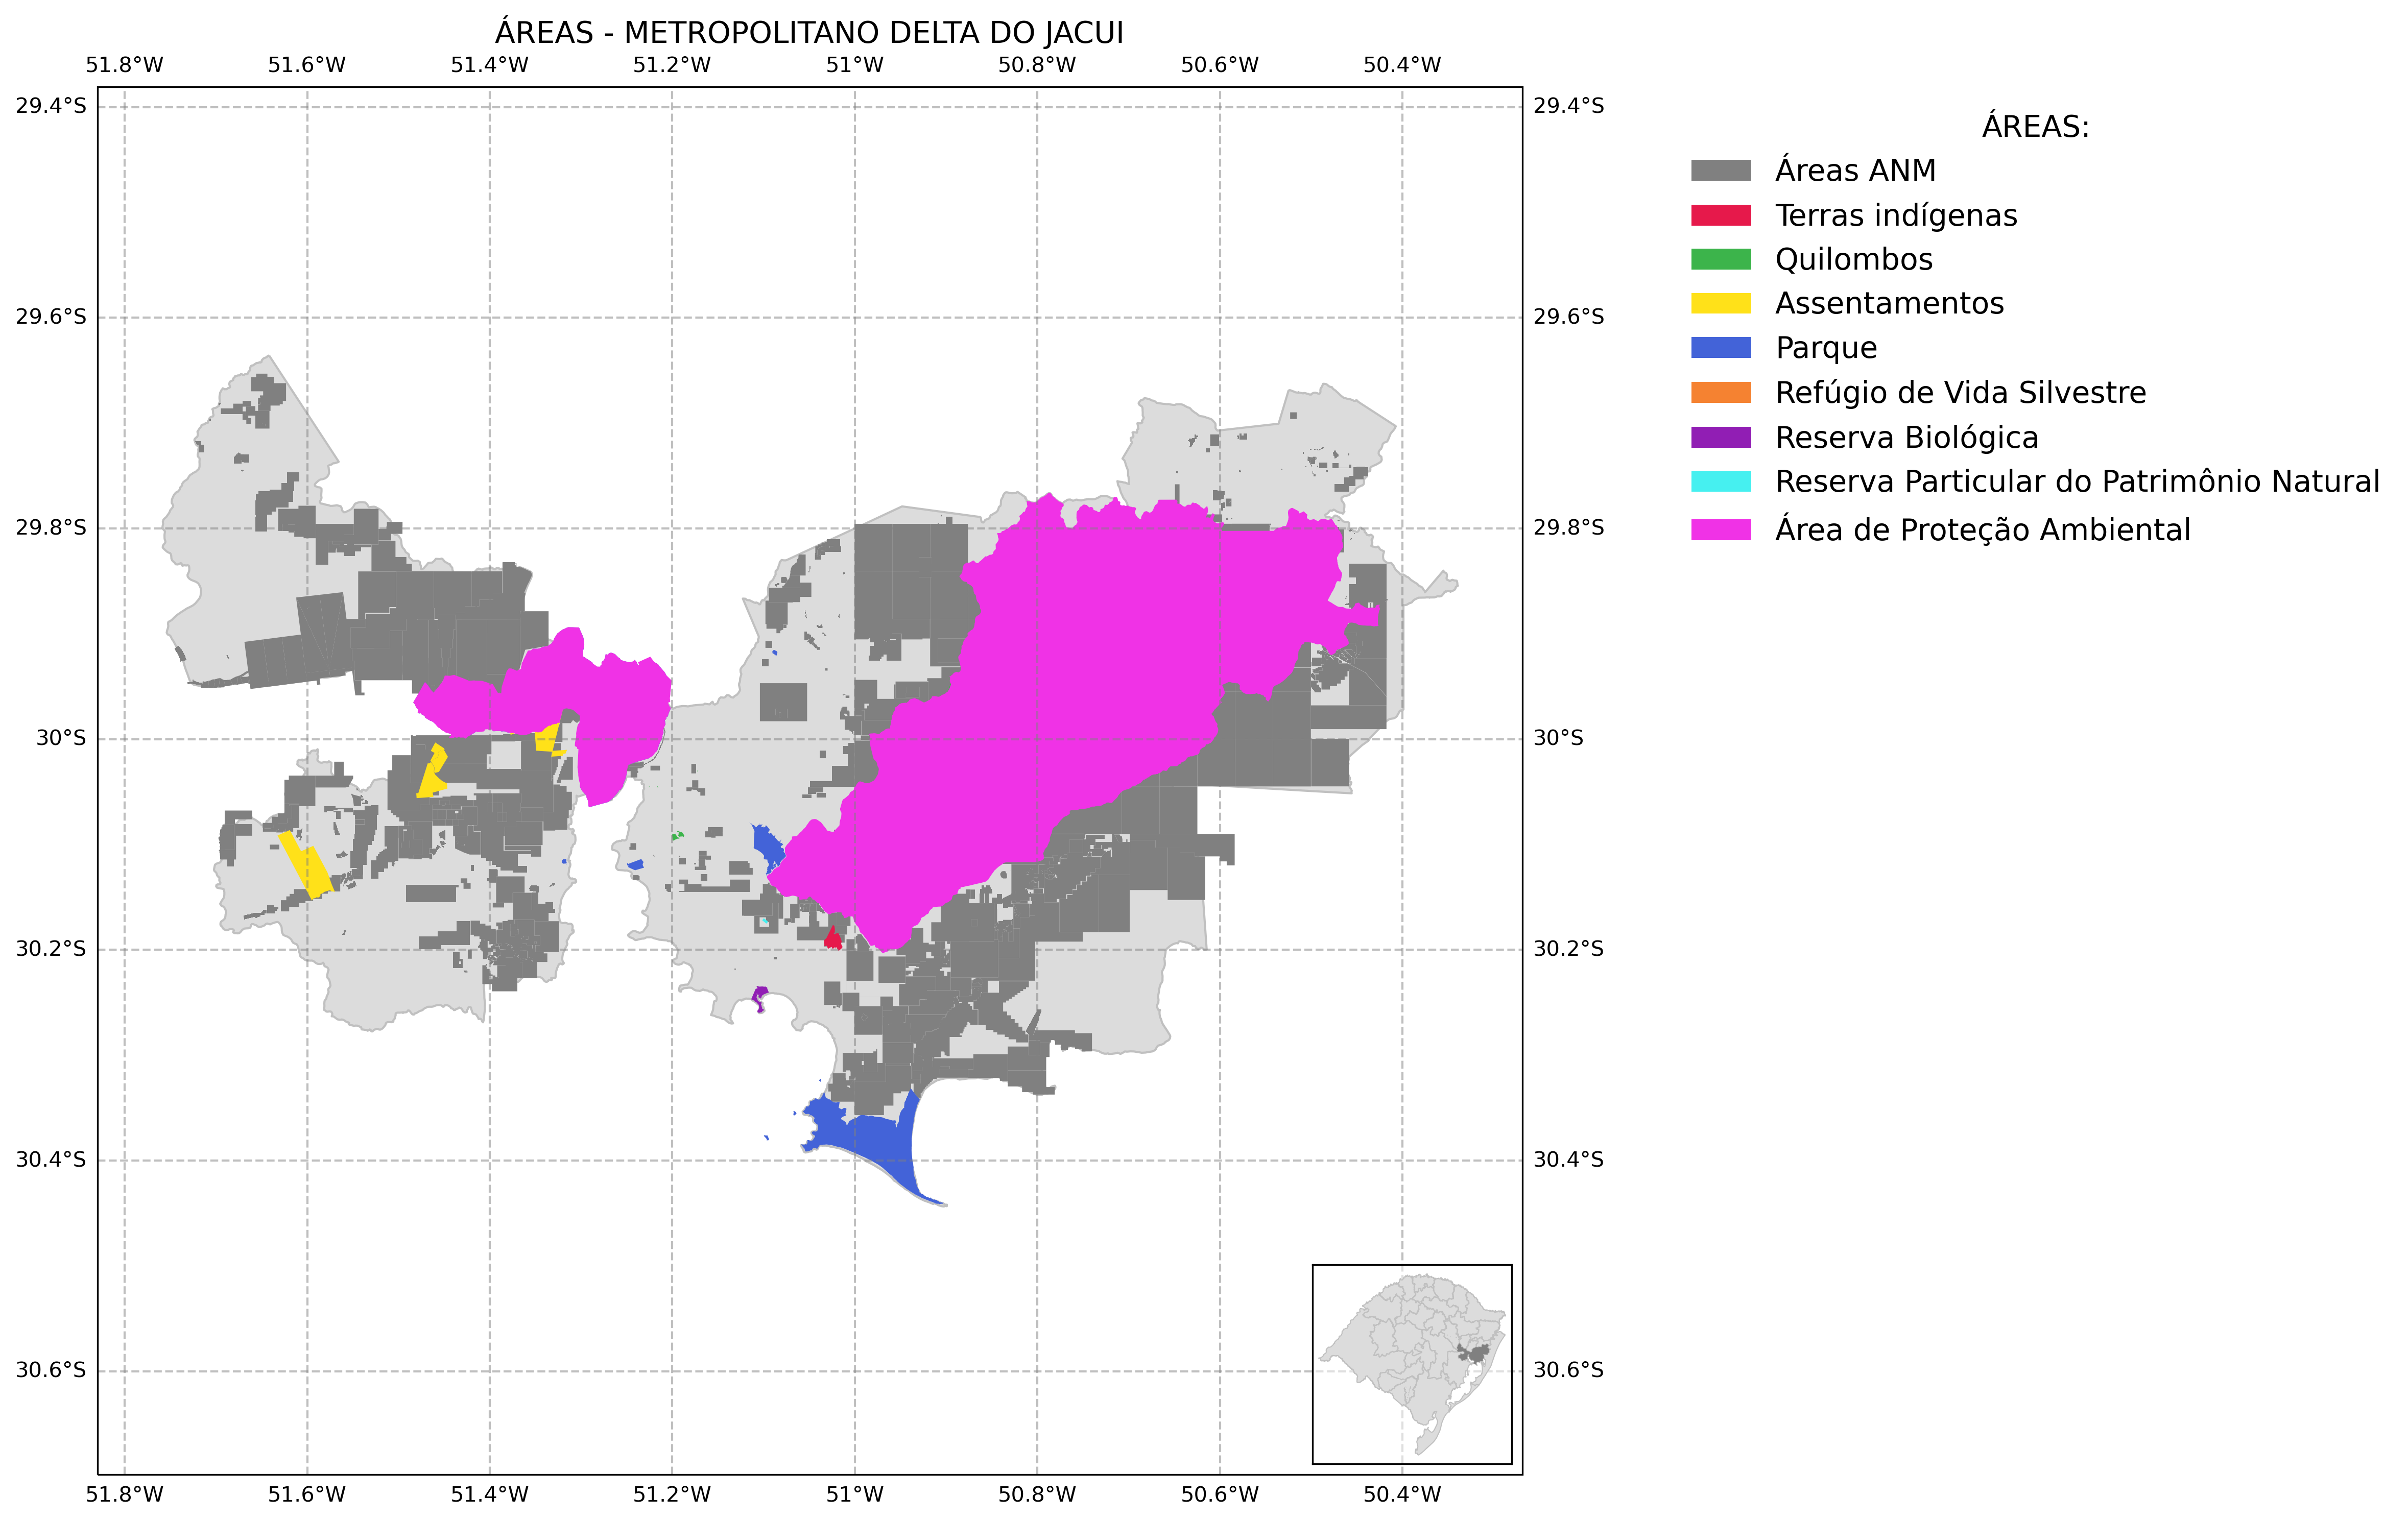 ÁREAS - METROPOLITANO DELTA DO JACUI
51.8°W 51.6°W 51.4°W 51.2°W 51°W 50.8°W 50.6°W 50.4°W
29.4°S 29.4°S
29.6°S 29.6°S
29.8°S 29.8°S
30°S 30°S
30.2°S 30.2°S
30.4°S 30.4°S
30.6°S 30.6°S
51.8°W 51.6°W 51.4°W 51.2°W 51°W 50.8°W 50.6°W 50.4°W
ÁREAS:
Áreas ANM
Terras indígenas
Quilombos
Assentamentos
Parque
Refúgio de Vida Silvestre
Reserva Biológica
Reserva Particular do Patrimônio Natural
Área de Proteção Ambiental